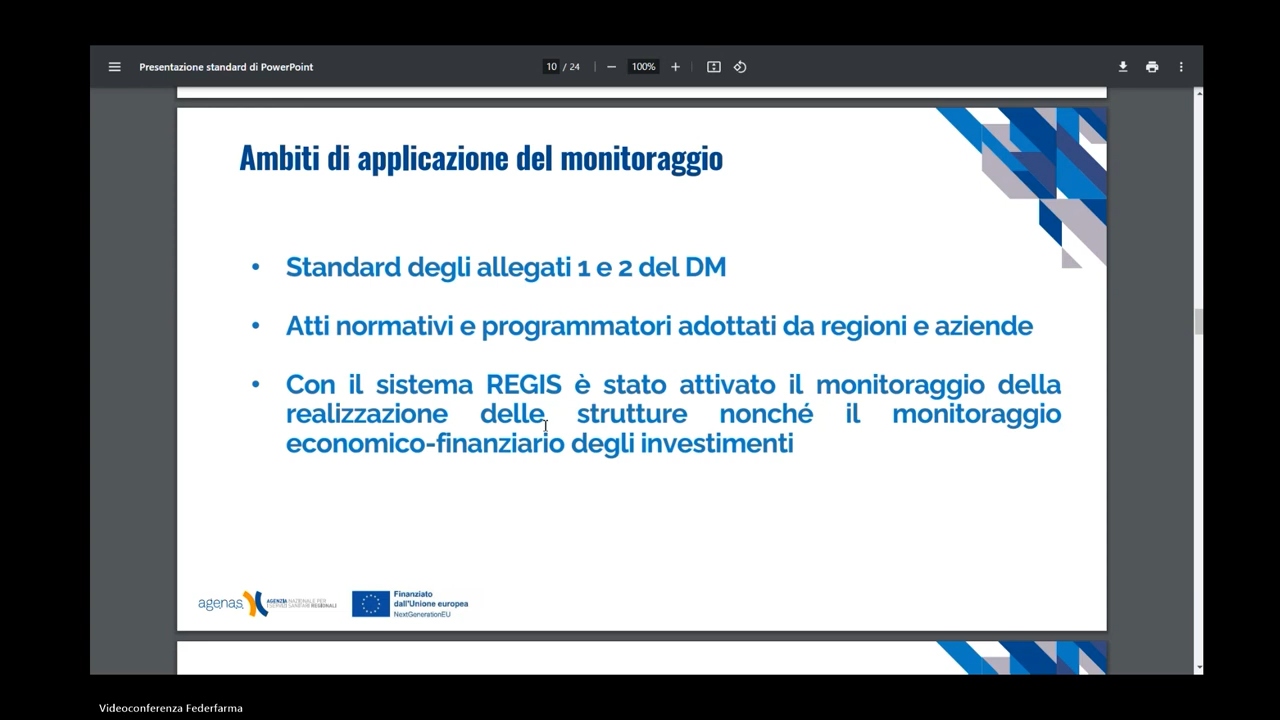 Presentazione standard di PowerPoint
10 / 24
100%
Ambiti di applicazione del monitoraggio
• Standard degli allegati 1 e 2 del DM
• Atti normativi e programmatori adottati da regioni e aziende
• Con il sistema REGIS è stato attivato il monitoraggio della
realizzazione delle strutture nonché il monitoraggio
economico-finanziario degli investimenti
agenas
AGENZIA NAZIONALE PER
I SERVIZI SANITARI REGIONALI
Finanziato
dall'Unione europea
NextGenerationEU
Videoconferenza Federfarma